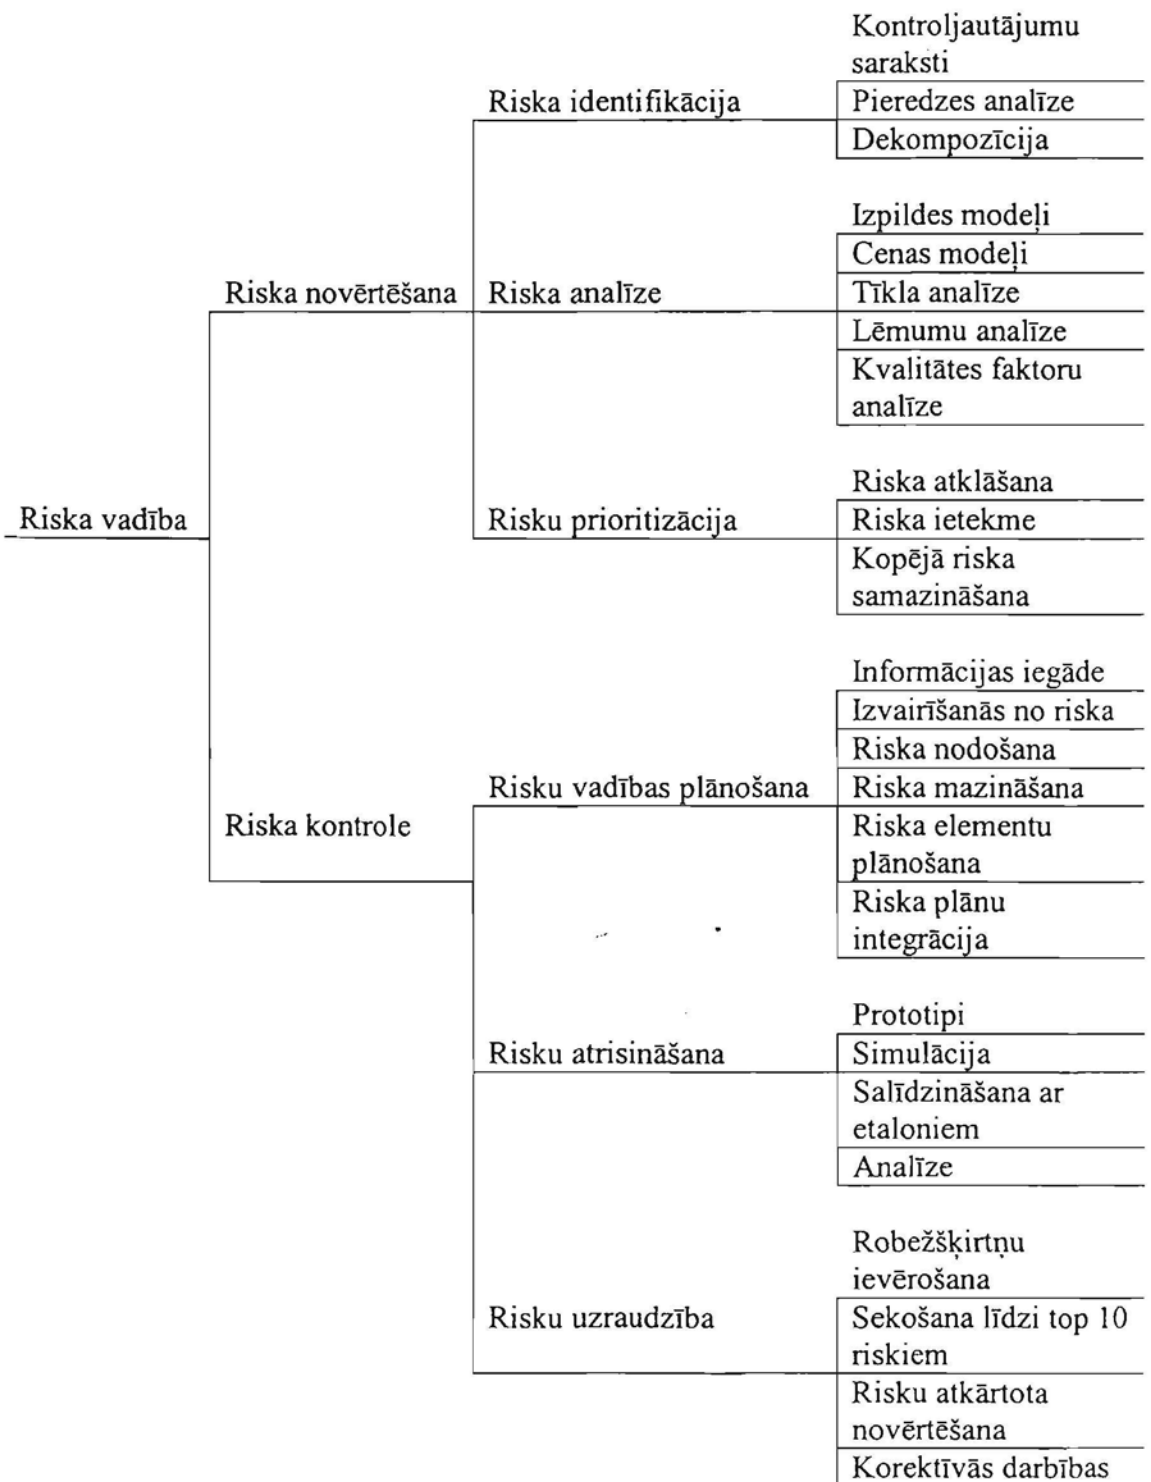 Kontroljautājumu
saraksti
Riska identifikācija
Pieredzes analīze
Dekompozīcija
Izpildes modeļi
Cenas modeļi
Riska novērtēšana
Riska analīze
Tīkla analīze
Lēmumu analīze
Kvalitātes faktoru
analīze
Riska atklāšana
Riska vadība
Risku prioritizācija
Riska ietekme
Kopējā riska
samazināšana
Informācijas iegāde
Izvairīšanās no riska
Riska nodošana
Risku vadības plānošana
Riska mazināšana
Riska kontrole
Riska elementu
plānošana
Riska plānu
integrācija
Prototipi
Risku atrisināšana
Simulācija
Salīdzināšana ar
etaloniem
Analīze
Robežšķirtņu
ievērošana
Risku uzraudzība
Sekošana līdzi top 10
riskiem
Risku atkārtota
novērtēšana
Korektīvās darbības